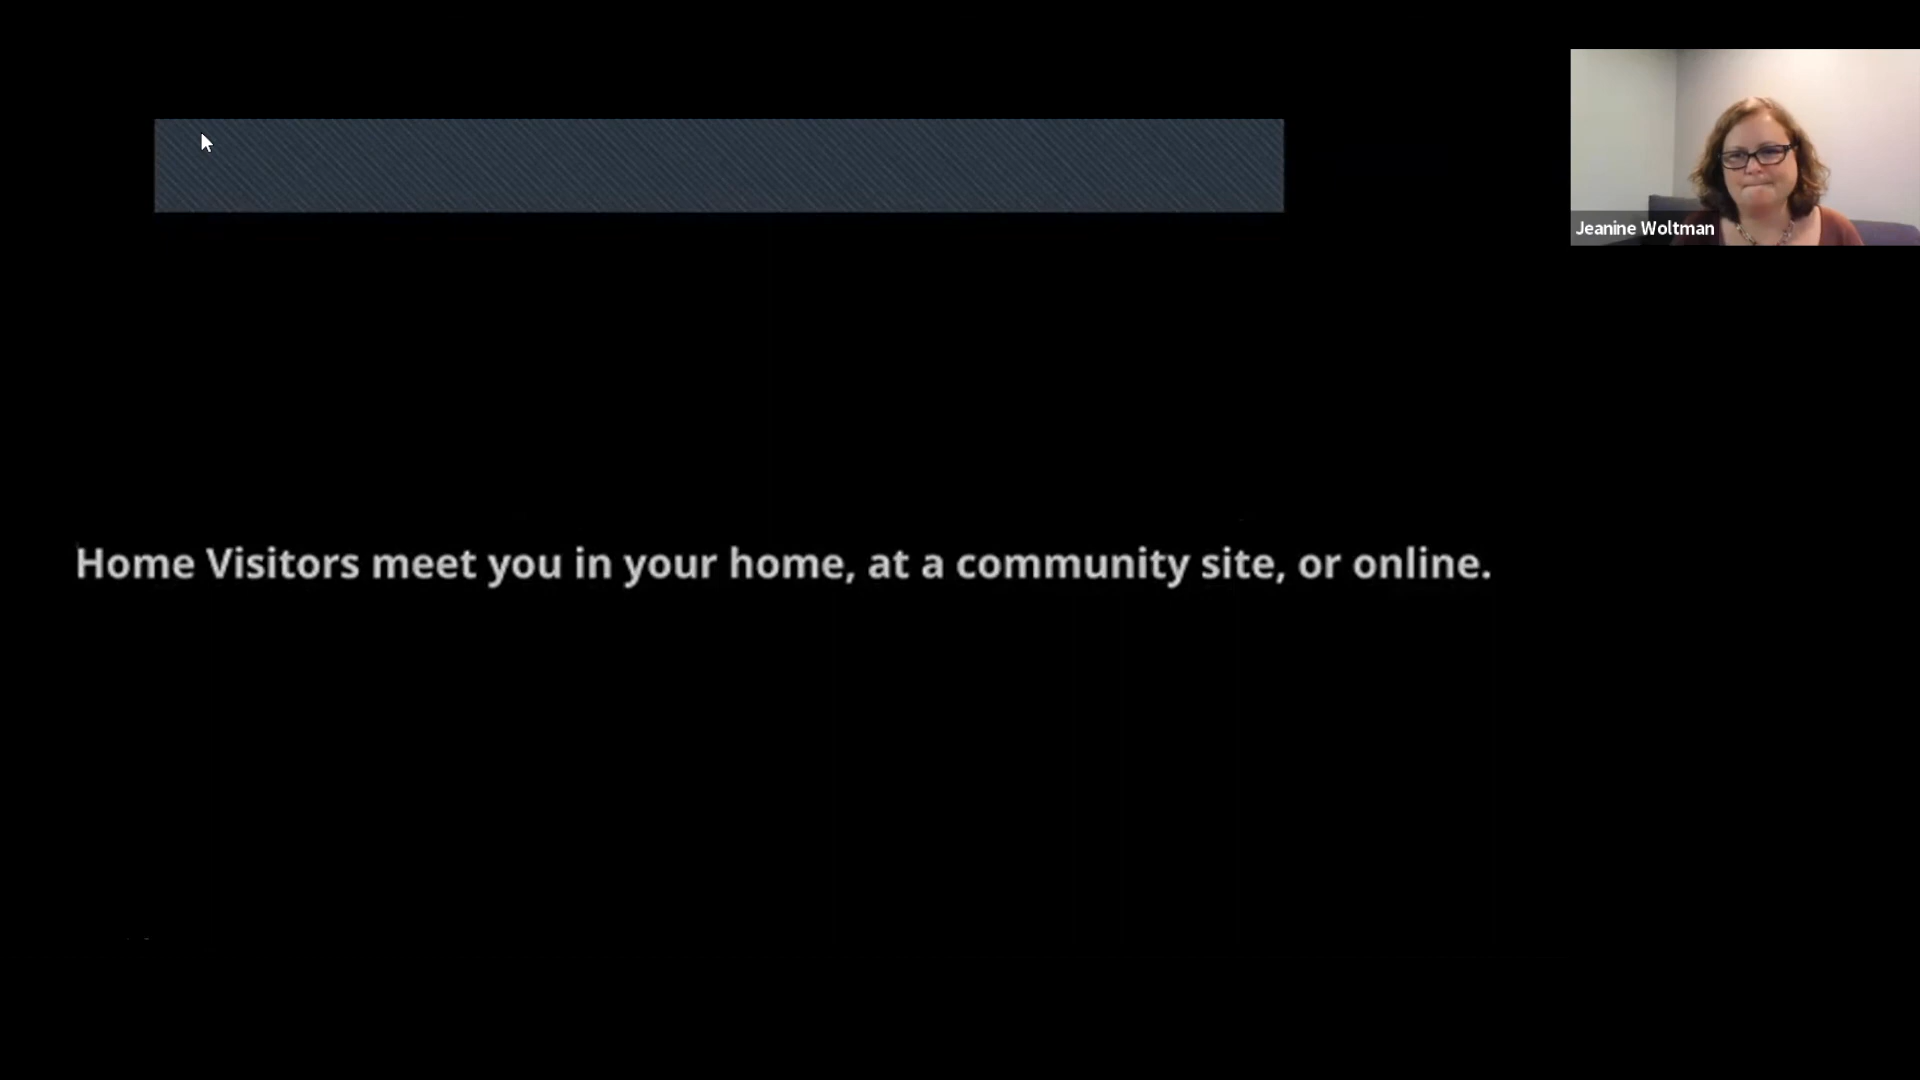 Jeanine Woltman
Home Visitors meet you in your home, at a community site, or online.